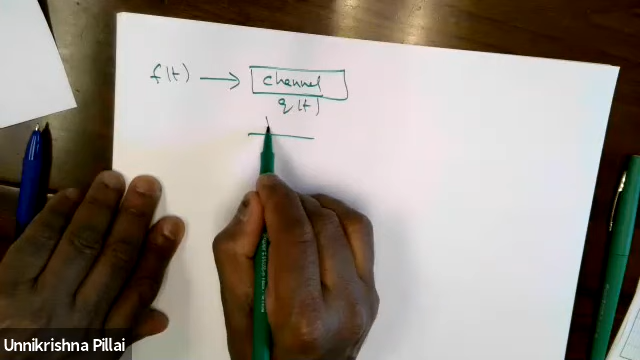 f(t) → channel
q(t)
Unnikrishna Pillai